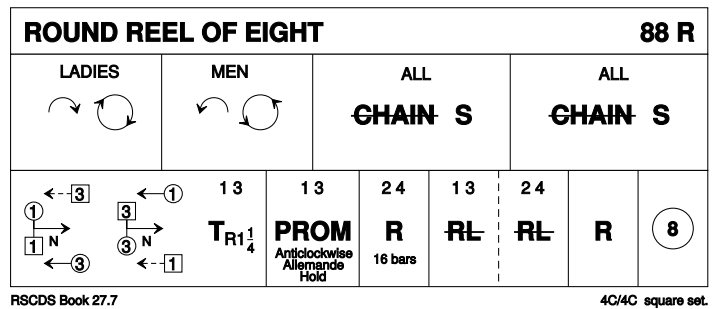 ROUND REEL OF EIGHT 88 R
LADIES MEN ALL ALL
CHAIN S CHAIN S
3 1 1 3 1 3 2 4 1 3 2 4
1 3
1 N 3 N
3 1
T R1 1/4 PROM R RL RL R 8
Anticlockwise 16 bars
Allemande
Hold
RSCDS Book 27.7 4C/4C square set.